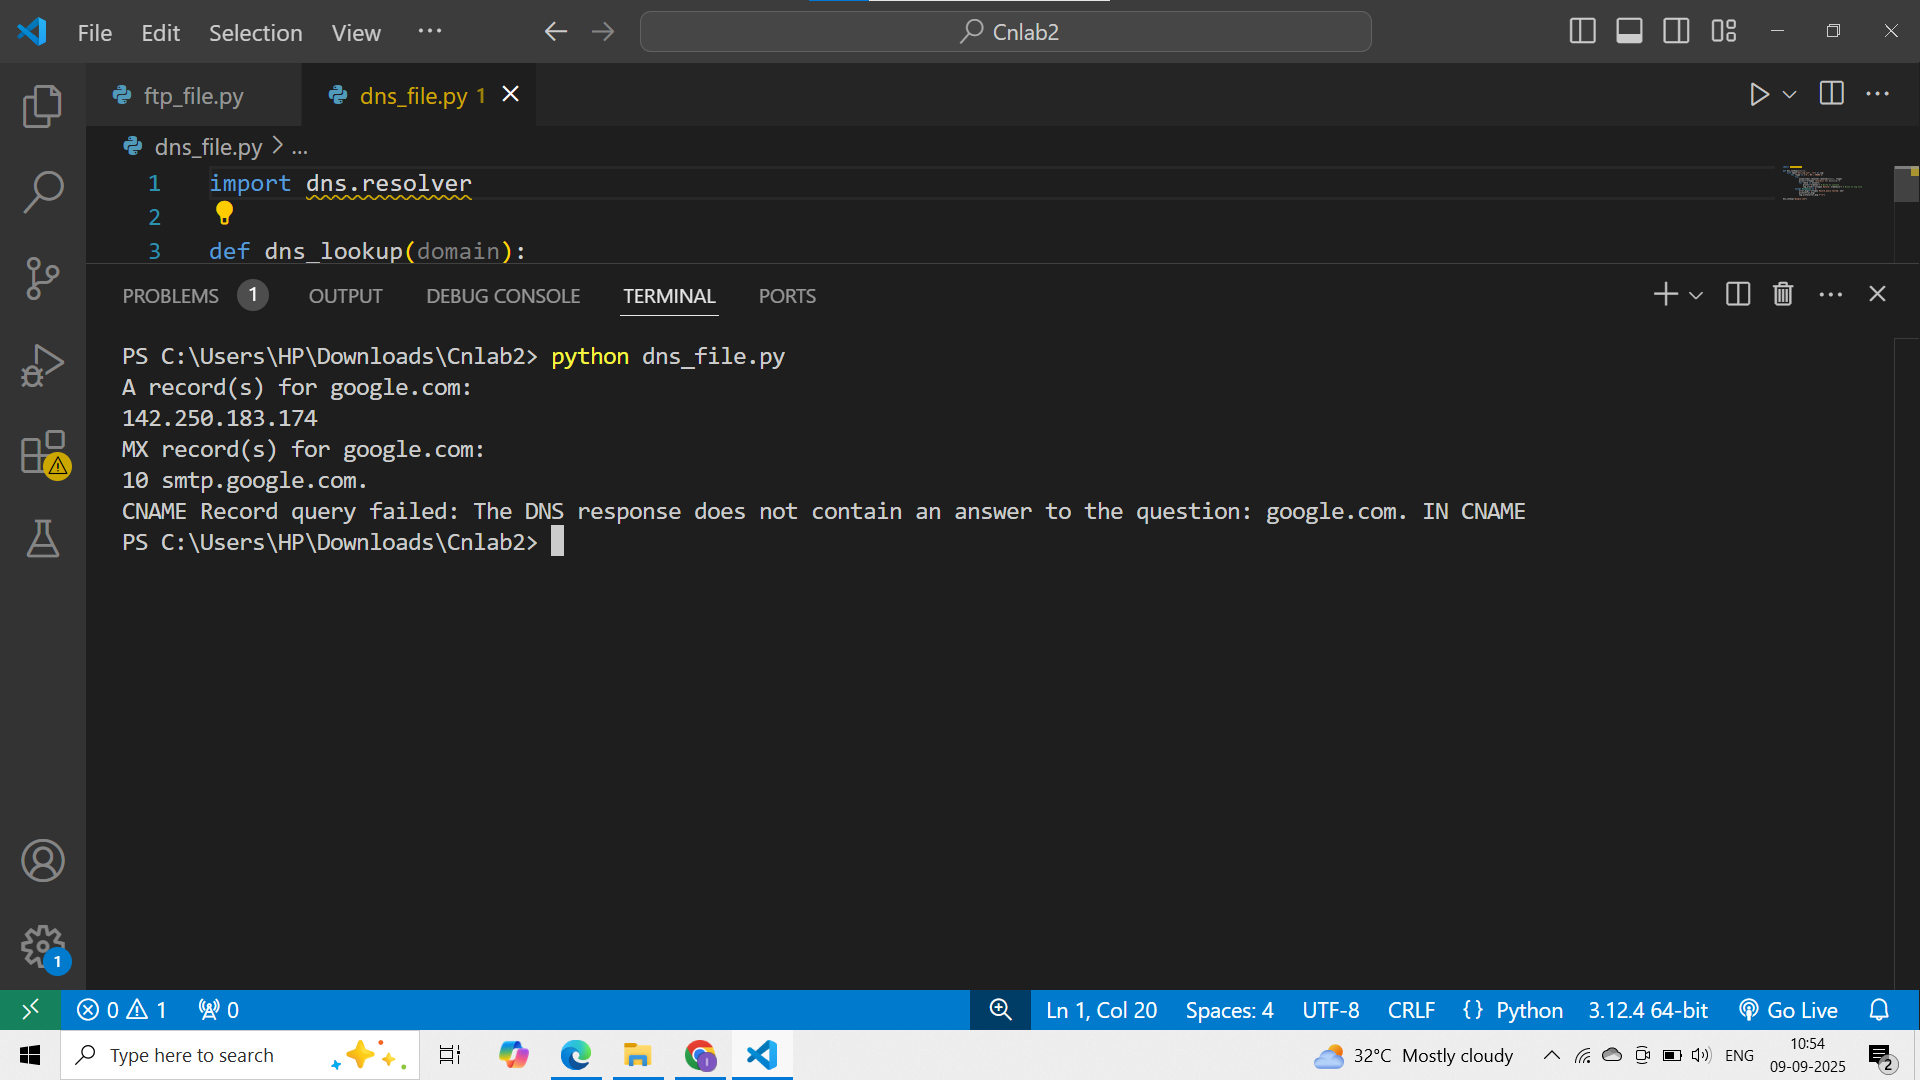 File Edit Selection View ...
Cnlab2
ftp_file.py
dns_file.py 1
dns_file.py > ...
1 import dns.resolver
2
3 def dns_lookup(domain):
PROBLEMS 1 OUTPUT DEBUG CONSOLE TERMINAL PORTS
PS C:\Users\HP\Downloads\Cnlab2> python dns_file.py
A record(s) for google.com:
142.250.183.174
MX record(s) for google.com:
10 smtp.google.com.
CNAME Record query failed: The DNS response does not contain an answer to the question: google.com. IN CNAME
PS C:\Users\HP\Downloads\Cnlab2>
1
0 1 0 Ln 1, Col 20 Spaces: 4 UTF-8 CRLF {} Python 3.12.4 64-bit Go Live
Type here to search
32°C Mostly cloudy
ENG
10:54
09-09-2025
2